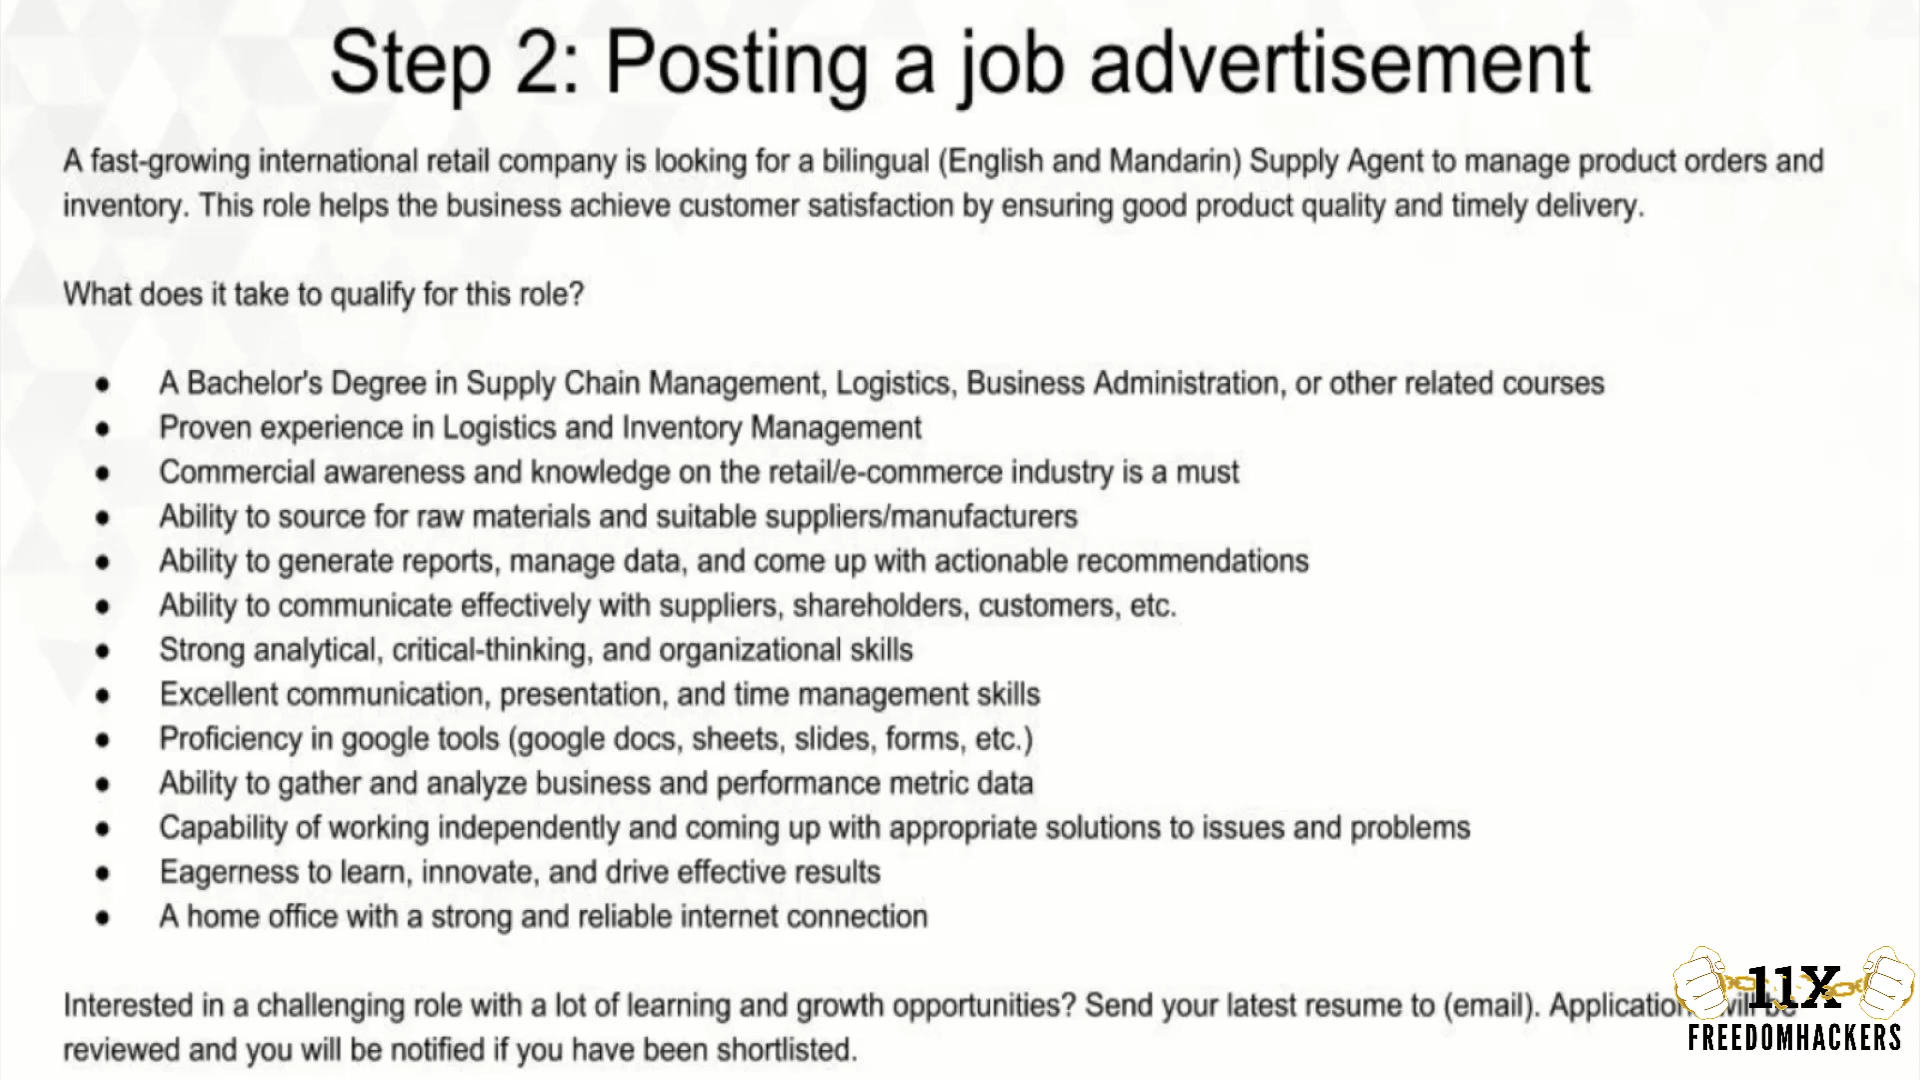 Step 2: Posting a job advertisement
A fast-growing international retail company is looking for a bilingual (English and Mandarin) Supply Agent to manage product orders and
inventory. This role helps the business achieve customer satisfaction by ensuring good product quality and timely delivery.
What does it take to qualify for this role?
● A Bachelor's Degree in Supply Chain Management, Logistics, Business Administration, or other related courses
● Proven experience in Logistics and Inventory Management
● Commercial awareness and knowledge on the retail/e-commerce industry is a must
● Ability to source for raw materials and suitable suppliers/manufacturers
● Ability to generate reports, manage data, and come up with actionable recommendations
● Ability to communicate effectively with suppliers, shareholders, customers, etc.
● Strong analytical, critical-thinking, and organizational skills
● Excellent communication, presentation, and time management skills
● Proficiency in google tools (google docs, sheets, slides, forms, etc.)
● Ability to gather and analyze business and performance metric data
● Capability of working independently and coming up with appropriate solutions to issues and problems
● Eagerness to learn, innovate, and drive effective results
● A home office with a strong and reliable internet connection
Interested in a challenging role with a lot of learning and growth opportunities? Send your latest resume to (email). Applications will be
reviewed and you will be notified if you have been shortlisted.
11X
FREEDOMHACKERS